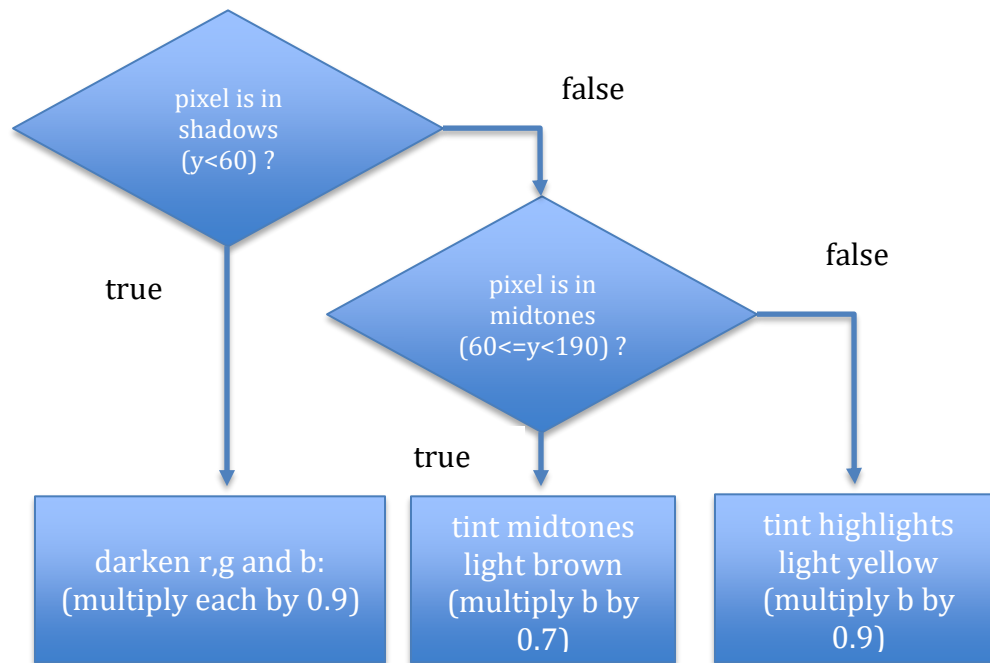 pixel is in
shadows
(y<60) ?
false
true
pixel is in
midtones
(60<=y<190) ?
false
true
darken r,g and b:
(multiply each by 0.9)
tint midtones
light brown
(multiply b by
0.7)
tint highlights
light yellow
(multiply b by
0.9)